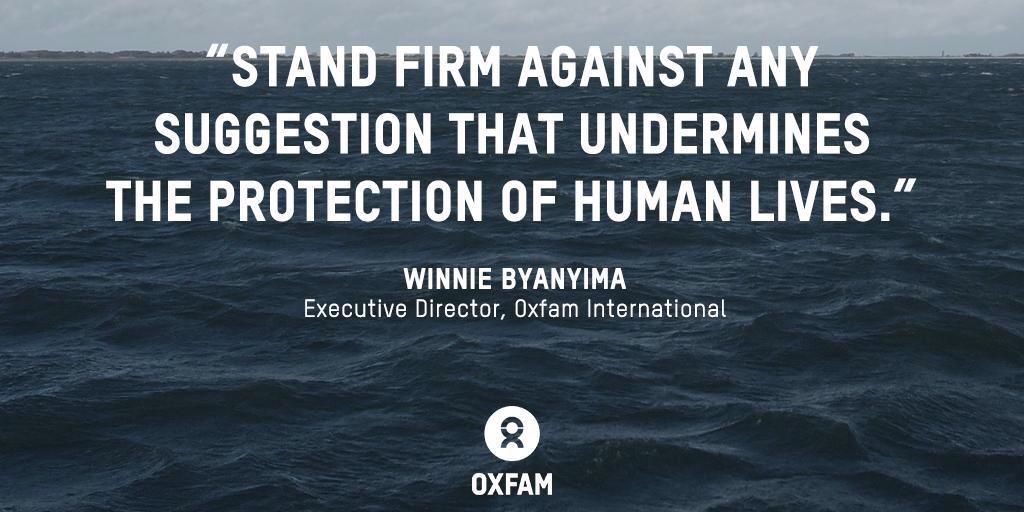 “STAND FIRM AGAINST ANY
SUGGESTION THAT UNDERMINES
THE PROTECTION OF HUMAN LIVES.”
WINNIE BYANYIMA
Executive Director, Oxfam International
OXFAM